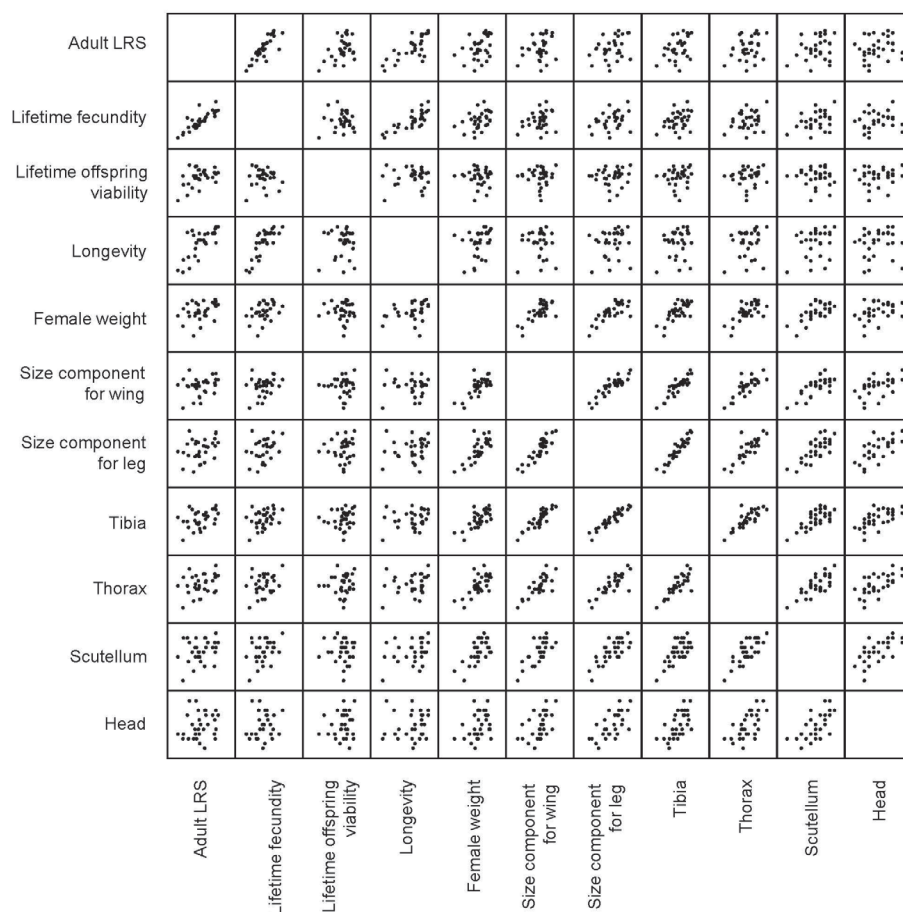 Adult LRS
Lifetime fecundity
Lifetime offspring
viability
Longevity
Female weight
Size component
for wing
Size component
for leg
Tibia
Thorax
Scutellum
Head
Adult LRS
Lifetime fecundity
Lifetime offspring
viability
Longevity
Female weight
Size component
for wing
Size component
for leg
Tibia
Thorax
Scutellum
Head